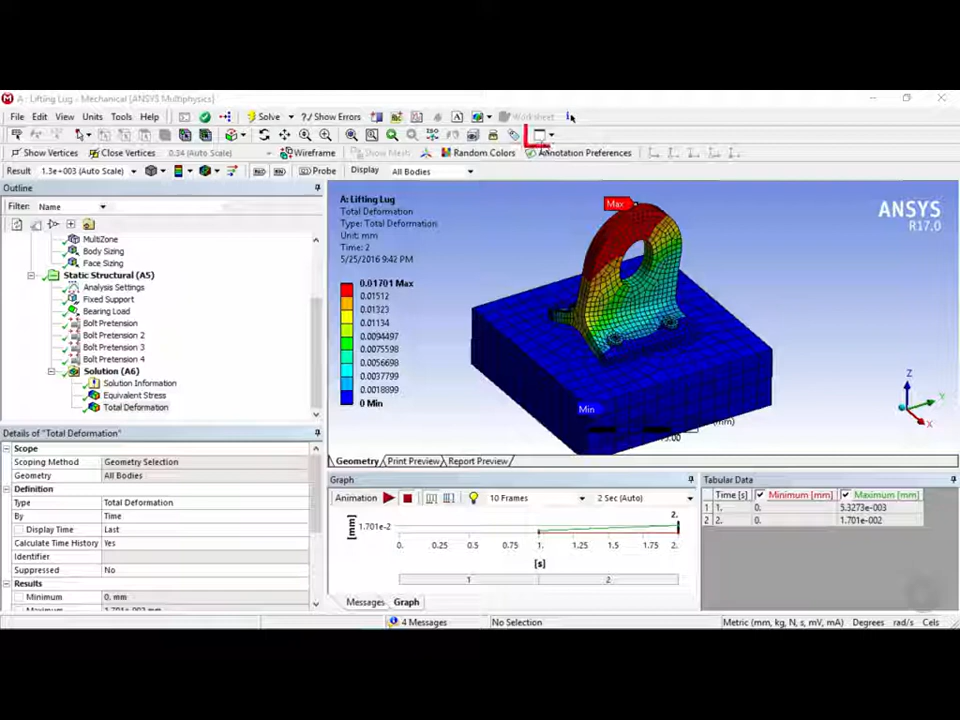 A : Lifting Lug - Mechanical [ANSYS Multiphysics]
File Edit View Units Tools Help Solve Show Errors Worksheet
Show Vertices Close Vertices 0.34 (Auto Scale) Wireframe Show Mesh Random Colors Annotation Preferences
Result 1.3e+003 (Auto Scale) Probe Display All Bodies
Outline
Filter: Name
MultiZone
Body Sizing
Face Sizing
Static Structural (A5)
Analysis Settings
Fixed Support
Bearing Load
Bolt Pretension
Bolt Pretension 2
Bolt Pretension 3
Bolt Pretension 4
Solution (A6)
Solution Information
Equivalent Stress
Total Deformation
Details of "Total Deformation"
Scope
Scoping Method Geometry Selection
Geometry All Bodies
Definition
Type Total Deformation
By Time
Display Time Last
Calculate Time History Yes
Identifier
Suppressed No
Results
Minimum 0. mm
A: Lifting Lug
Total Deformation
Type: Total Deformation
Unit: mm
Time: 2
5/25/2016 9:42 PM
0.01701 Max
0.01512
0.01323
0.01134
0.0094497
0.0075598
0.0056698
0.0037799
0.0018899
0 Min
Max
Min
(mm)
ANSYS
R17.0
Z
Y
X
Geometry Print Preview Report Preview
Graph
Animation 10 Frames 2 Sec (Auto)
2.
[mm]
1.701e-2
0. 0.25 0.5 0.75 1. 1.25 1.5 1.75 2.
[s]
1 2
Messages Graph
Tabular Data
Time [s] Minimum [mm] Maximum [mm]
1 1. 0. 5.3273e-003
2 2. 0. 1.701e-002
4 Messages No Selection Metric (mm, kg, N, s, mV, mA) Degrees rad/s Cels